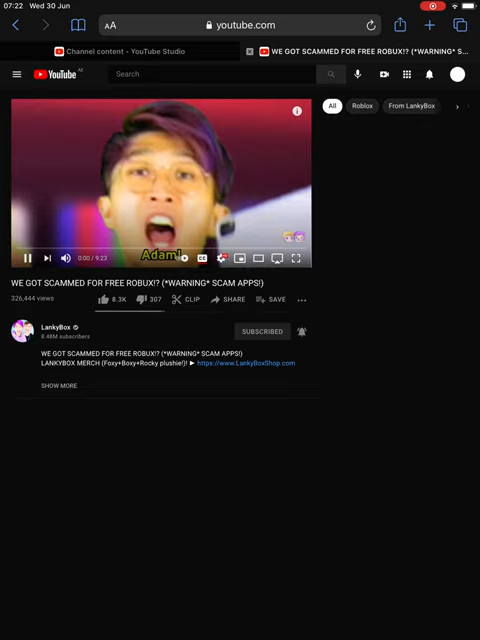 07:22 Wed 30 Jun
AA
youtube.com
Channel content - YouTube Studio
WE GOT SCAMMED FOR FREE ROBUX!? (*WARNING* S...
YouTube
Search
All
Roblox
From LankyBox
Adam!
0:00 / 9:23
WE GOT SCAMMED FOR FREE ROBUX!? (*WARNING* SCAM APPS!)
326,444 views
8.3K
307
CLIP
SHARE
SAVE
LankyBox
8.48M subscribers
SUBSCRIBED
WE GOT SCAMMED FOR FREE ROBUX!? (*WARNING* SCAM APPS!)
LANKYBOX MERCH (Foxy+Boxy+Rocky plushie!)! ► https://www.LankyBoxShop.com
SHOW MORE